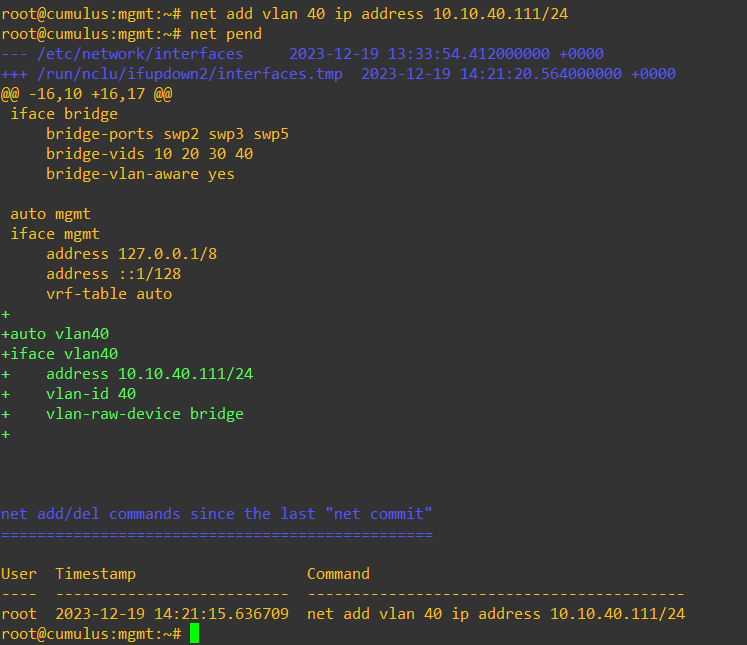 root@cumulus:mgmt:~# net add vlan 40 ip address 10.10.40.111/24
root@cumulus:mgmt:~# net pend
--- /etc/network/interfaces     2023-12-19 13:33:54.412000000 +0000
+++ /run/nclu/ifupdown2/interfaces.tmp  2023-12-19 14:21:20.564000000 +0000
@@ -16,10 +16,17 @@
 iface bridge
     bridge-ports swp2 swp3 swp5
     bridge-vids 10 20 30 40
     bridge-vlan-aware yes

 auto mgmt
 iface mgmt
     address 127.0.0.1/8
     address ::1/128
     vrf-table auto
+
+auto vlan40
+iface vlan40
+    address 10.10.40.111/24
+    vlan-id 40
+    vlan-raw-device bridge
+

net add/del commands since the last "net commit"
================================================

User  Timestamp                   Command
----  --------------------------  ------------------------------------------
root  2023-12-19 14:21:15.636709  net add vlan 40 ip address 10.10.40.111/24
root@cumulus:mgmt:~#